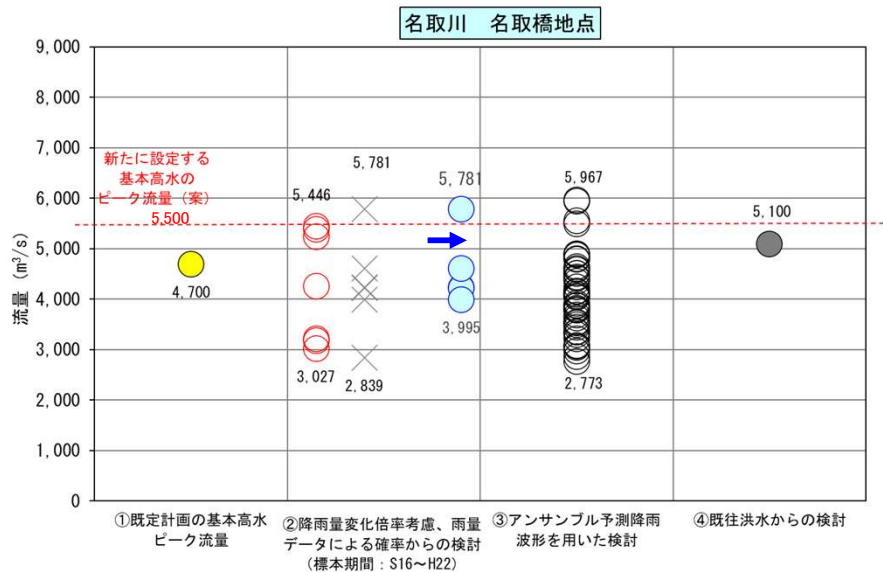 名取川　名取橋地点
9,000
8,000
7,000
6,000
5,000
4,000
3,000
2,000
1,000
0
流量 (m³/s)
新たに設定する
基本高水の
ピーク流量（案）
5,500
4,700
5,446
3,027
5,781
2,839
5,781
3,995
5,967
2,773
5,100
①既定計画の基本高水
ピーク流量
②降雨量変化倍率考慮、雨量
データによる確率からの検討
（標本期間：S16～H22）
③アンサンブル予測降雨
波形を用いた検討
④既往洪水からの検討